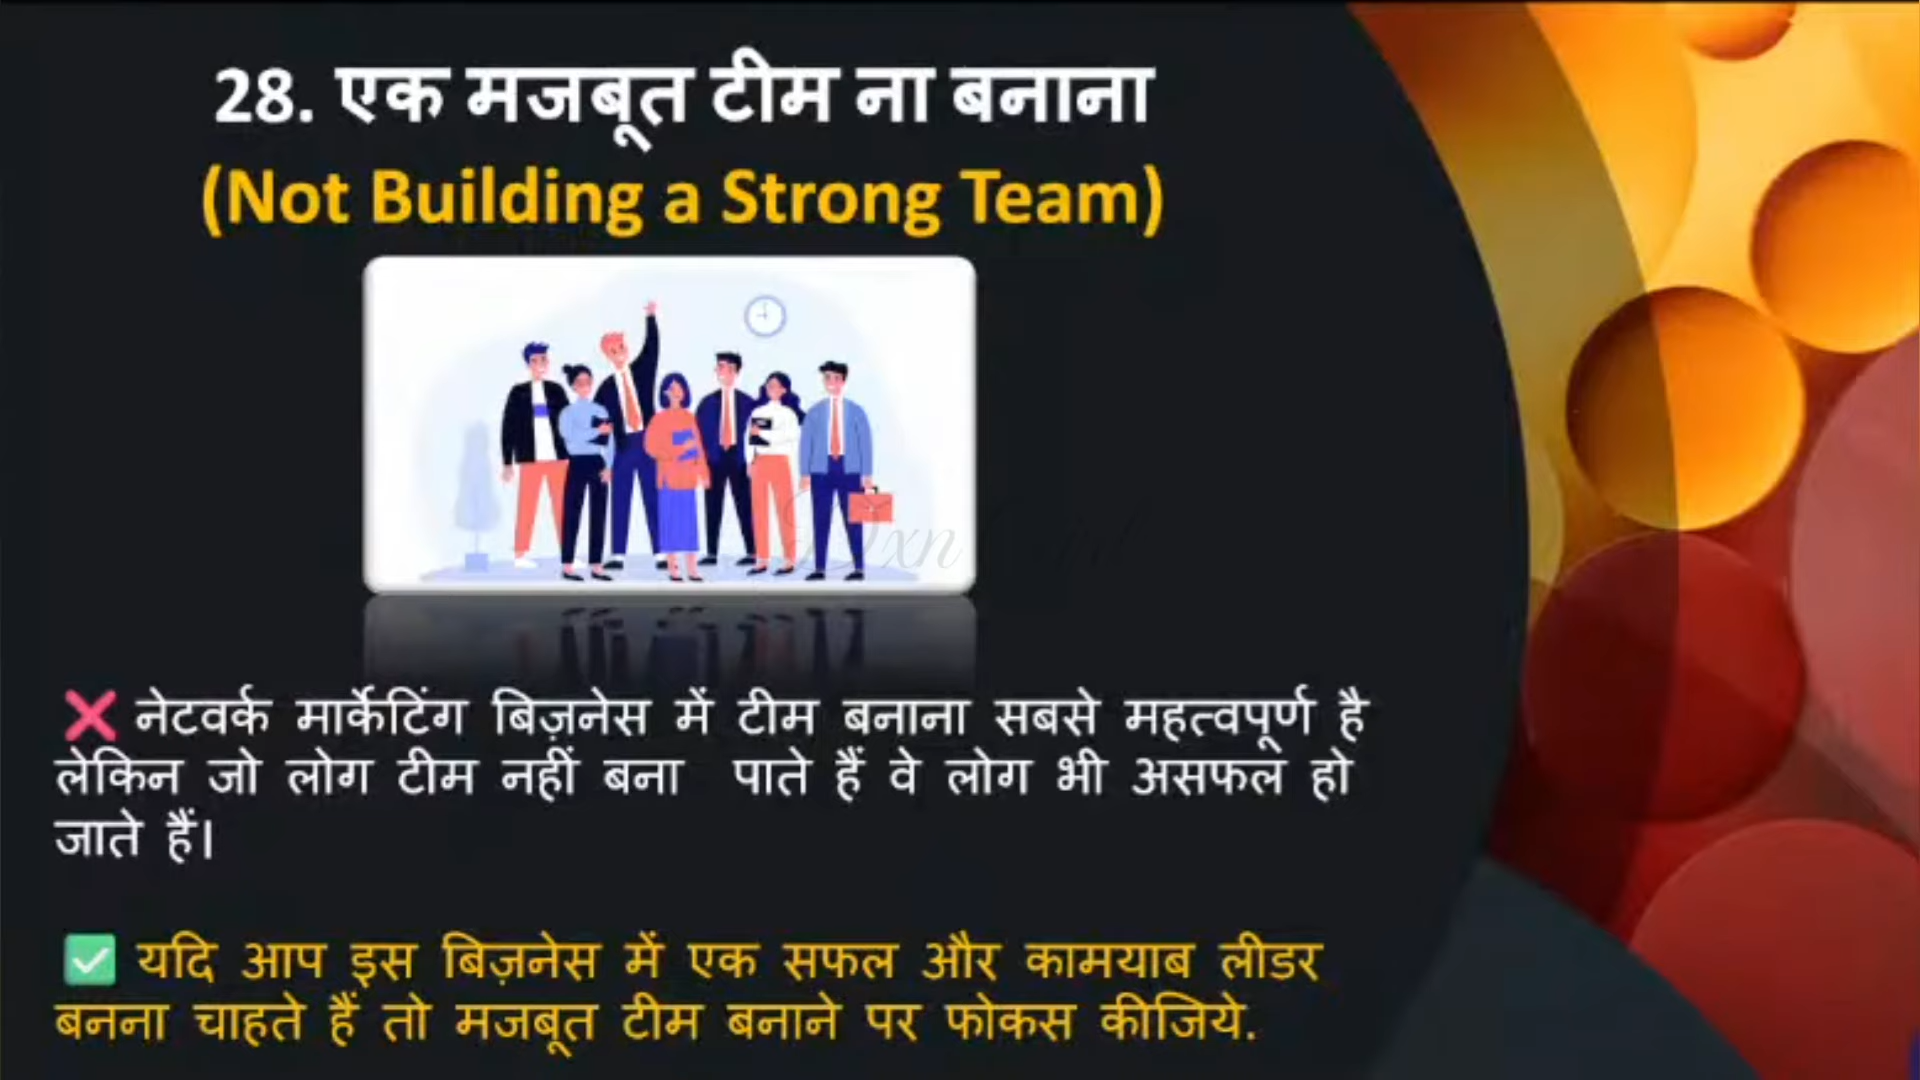 28. एक मजबूत टीम ना बनाना
(Not Building a Strong Team)
❌ नेटवर्क मार्केटिंग बिज़नेस में टीम बनाना सबसे महत्वपूर्ण है
लेकिन जो लोग टीम नहीं बना पाते हैं वे लोग भी असफल हो
जाते हैं।
✅ यदि आप इस बिज़नेस में एक सफल और कामयाब लीडर
बनना चाहते हैं तो मजबूत टीम बनाने पर फोकस कीजिये.